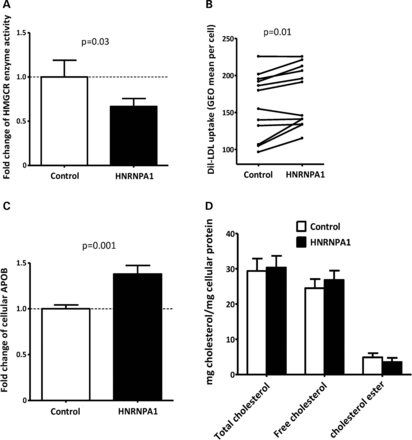 A
p=0.03
Fold change of HMGCR enzyme activity
1.5
1.0
0.5
0.0
Control
HNRNPA1
B
p=0.01
Dil-LDL uptake (GEO mean per cell)
250
200
150
100
Control
HNRNPA1
C
p=0.001
Fold change of cellular APOB
1.5
1.0
0.5
0.0
Control
HNRNPA1
D
Control
HNRNPA1
mg cholesterol/mg cellular protein
40
30
20
10
0
Total cholesterol
Free cholesterol
cholesterol ester